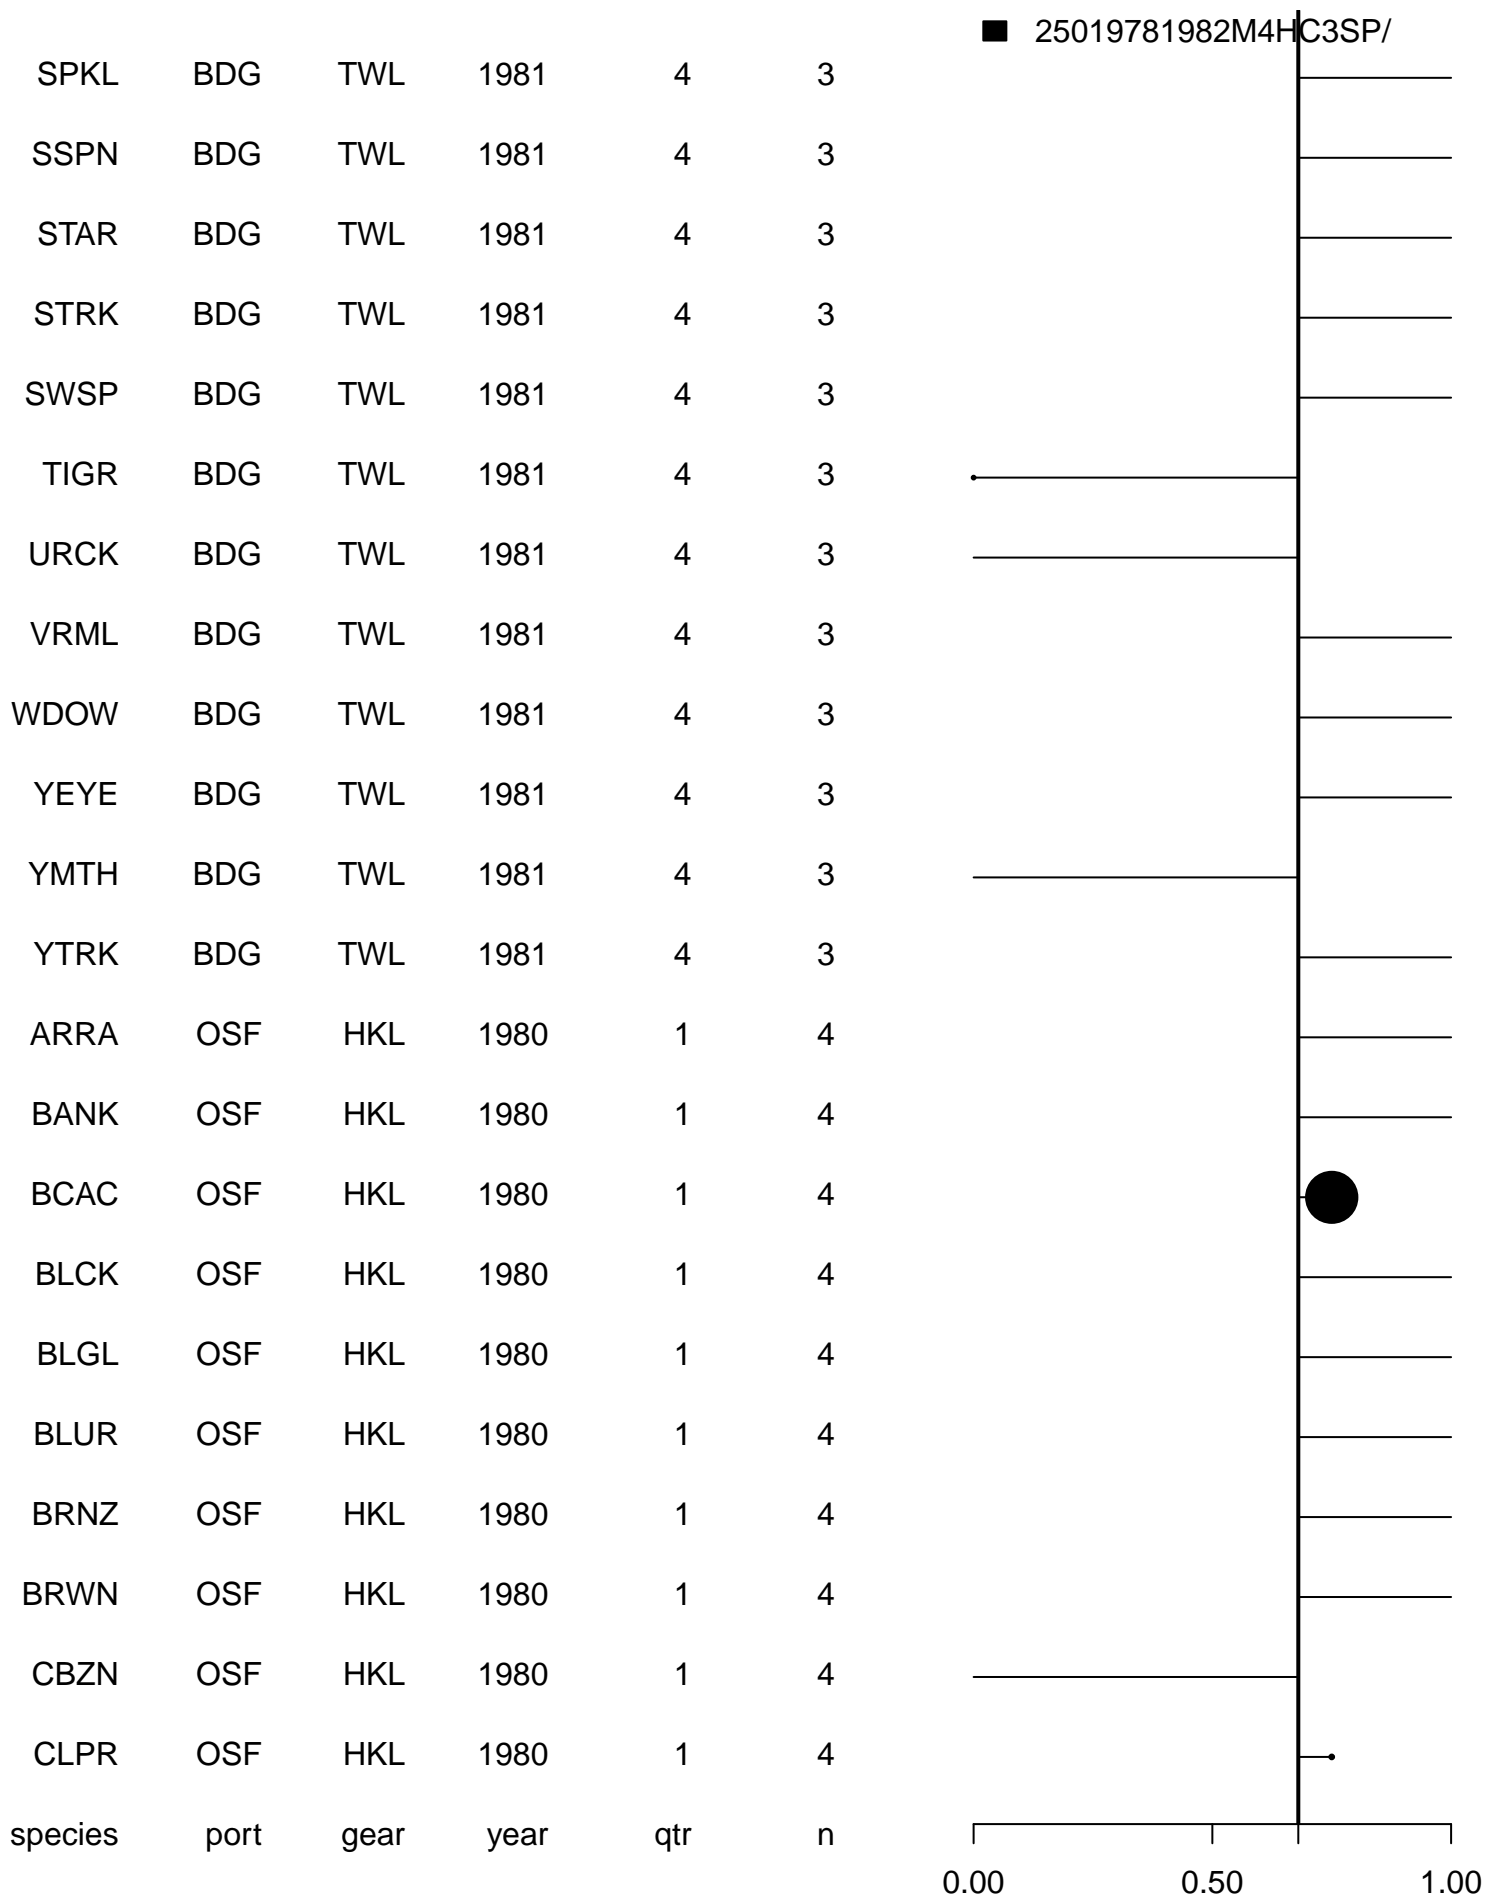 25019781982M4HC3SP/
SPKL BDG TWL 1981 4 3
SSPN BDG TWL 1981 4 3
STAR BDG TWL 1981 4 3
STRK BDG TWL 1981 4 3
SWSP BDG TWL 1981 4 3
TIGR BDG TWL 1981 4 3
URCK BDG TWL 1981 4 3
VRML BDG TWL 1981 4 3
WDOW BDG TWL 1981 4 3
YEYE BDG TWL 1981 4 3
YMTH BDG TWL 1981 4 3
YTRK BDG TWL 1981 4 3
ARRA OSF HKL 1980 1 4
BANK OSF HKL 1980 1 4
BCAC OSF HKL 1980 1 4
BLCK OSF HKL 1980 1 4
BLGL OSF HKL 1980 1 4
BLUR OSF HKL 1980 1 4
BRNZ OSF HKL 1980 1 4
BRWN OSF HKL 1980 1 4
CBZN OSF HKL 1980 1 4
CLPR OSF HKL 1980 1 4
species port gear year qtr n
0.00 0.50 1.00